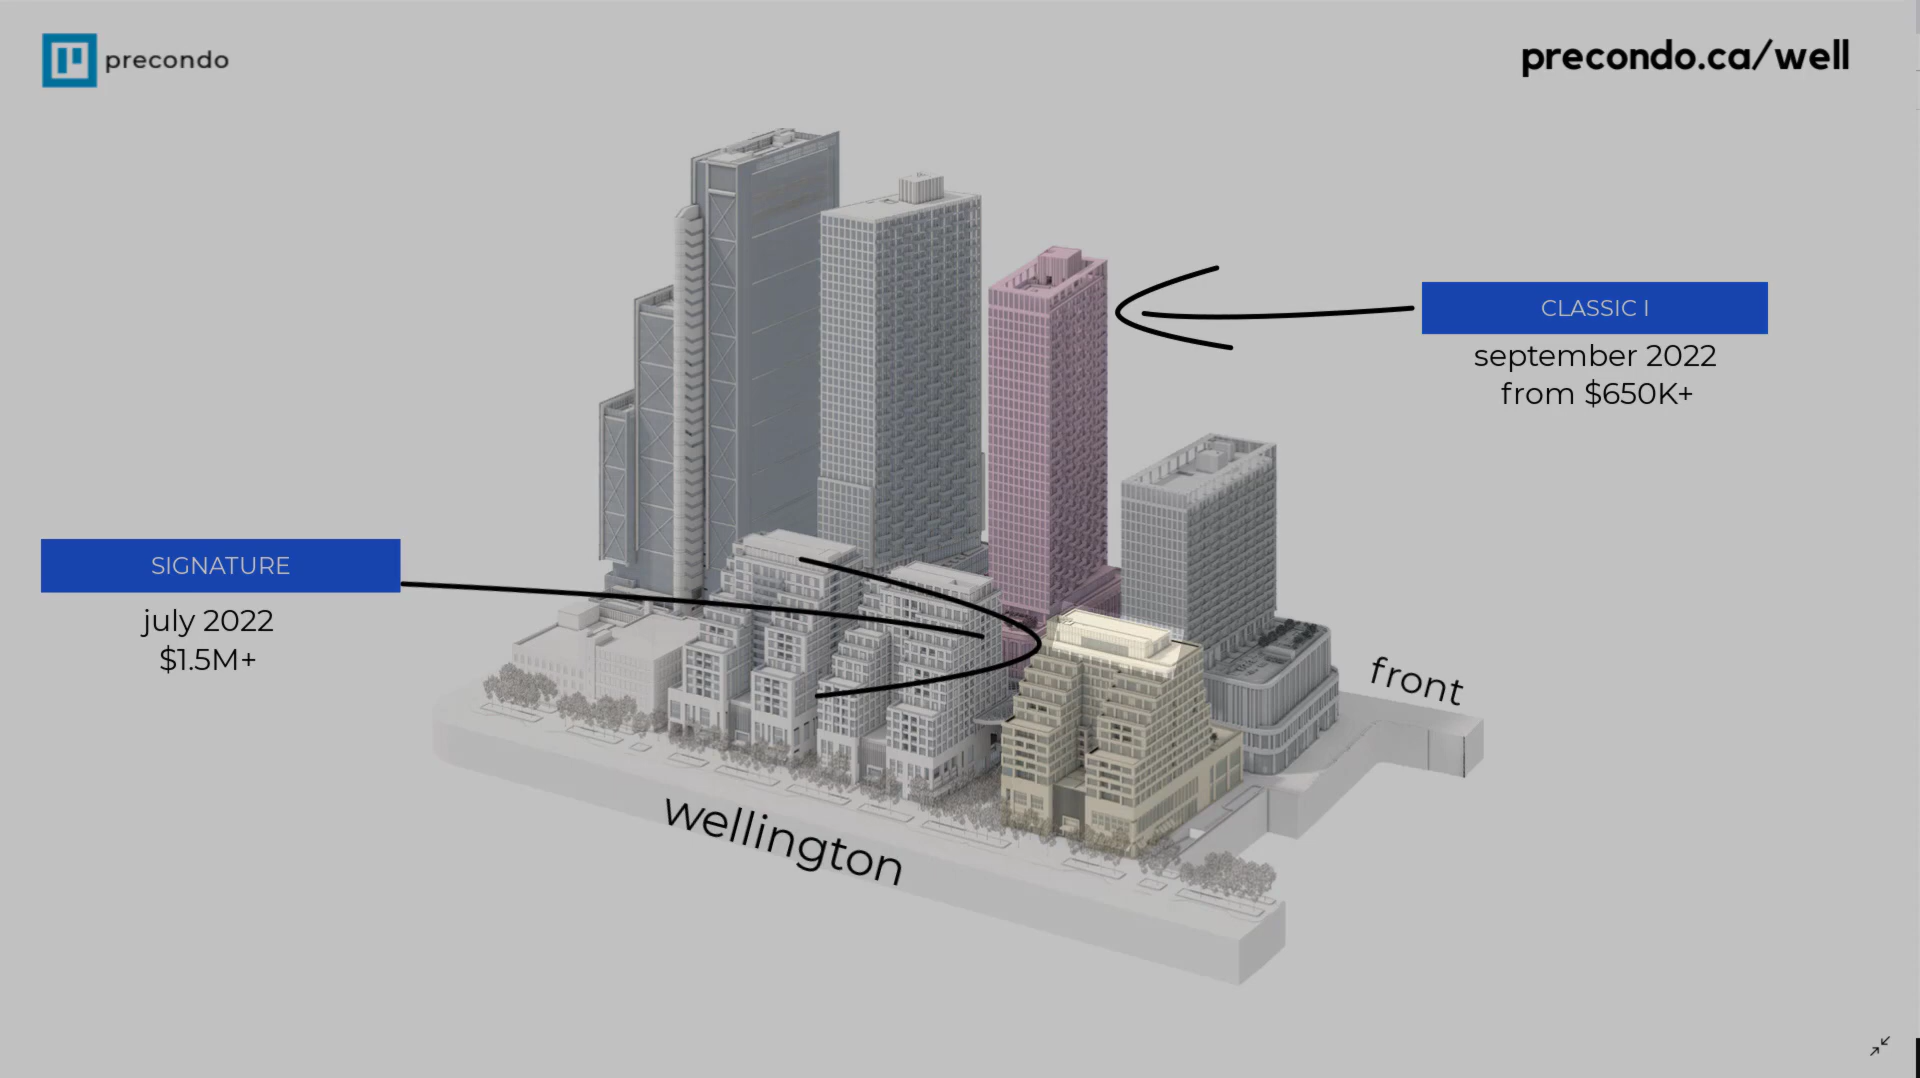 precondo
precondo.ca/well
CLASSIC I
september 2022
from $650K+
SIGNATURE
july 2022
$1.5M+
front
wellington